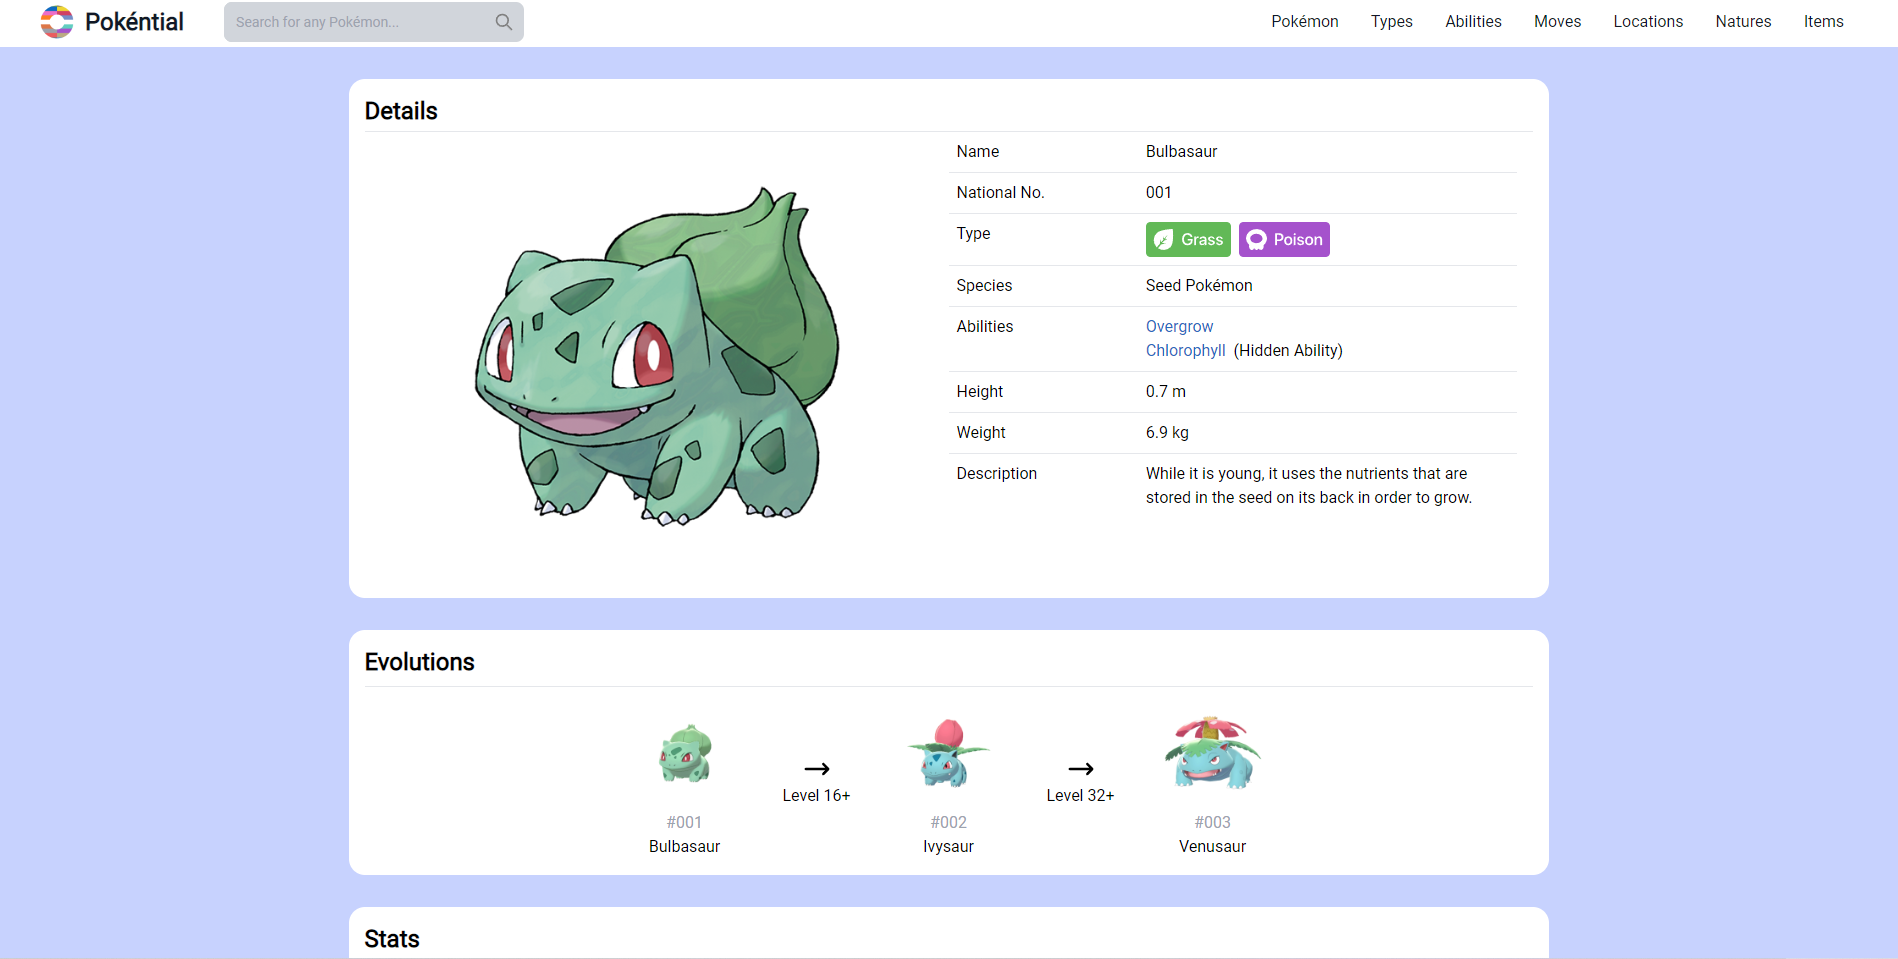 Pokéntial
Search for any Pokémon...
Pokémon Types Abilities Moves Locations Natures Items
Details
Name Bulbasaur
National No. 001
Type Grass Poison
Species Seed Pokémon
Abilities Overgrow
Chlorophyll (Hidden Ability)
Height 0.7 m
Weight 6.9 kg
Description While it is young, it uses the nutrients that are
stored in the seed on its back in order to grow.
Evolutions
Level 16+ Level 32+
#001 #002 #003
Bulbasaur Ivysaur Venusaur
Stats